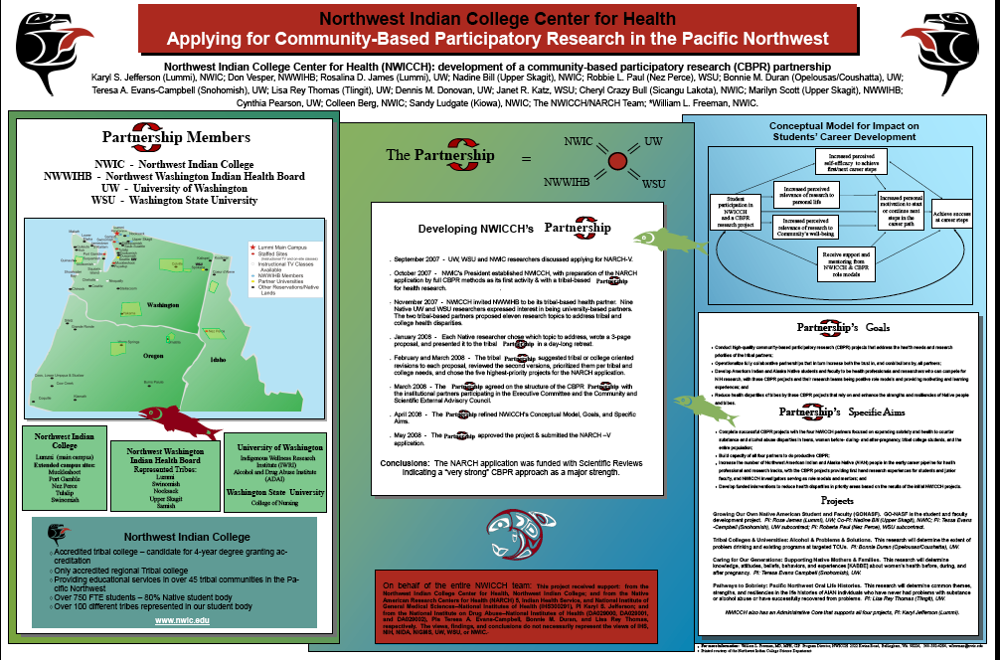 Northwest Indian College Center for Health
Applying for Community-Based Participatory Research in the Pacific Northwest
Northwest Indian College Center for Health (NWICCH): development of a community-based participatory research (CBPR) partnership
Karyl S. Jefferson (Lummi), NWIC; Don Vesper, NWWIHB; Rosalina D. James (Lummi), UW; Nadine Bill (Upper Skagit), NWIC; Robbie L. Paul (Nez Perce), WSU; Bonnie M. Duran (Opelousas/Coushatta), UW;
Teresa A. Evans-Campbell (Snohomish), UW; Lisa Rey Thomas (Tlingit), UW; Dennis M. Donovan, UW; Janet R. Katz, WSU; Cheryl Crazy Bull (Sicangu Lakota), NWIC; Marilyn Scott (Upper Skagit), NWWIHB;
Cynthia Pearson, UW; Colleen Berg, NWIC; Sandy Ludgate (Kiowa), NWIC; The NWICCH/NARCH Team; *William L. Freeman, NWIC.
Partnership Members
NWIC - Northwest Indian College
NWWIHB - Northwest Washington Indian Health Board
UW - University of Washington
WSU - Washington State University
Lummi Main Campus
Staffed Sites
Instructional TV Classes
Available
NWWIHB Members
Partner Universities
Other Reservations/Native
Lands
Washington
Oregon
Idaho
Northwest Indian
College
Lummi (main campus)
Extended campus sites:
Muckleshoot
Port Gamble
Nez Perce
Tulalip
Swinomish
Northwest Washington
Indian Health Board
Represented Tribes:
Lummi
Swinomish
Nooksack
Upper Skagit
Samish
University of Washington
Indigenous Wellness Research
Institute (IWRI)
Alcohol and Drug Abuse Institute
(ADAI)
Washington State University
College of Nursing
Northwest Indian College
Accredited tribal college – candidate for 4-year degree granting ac-
creditation
Only accredited regional Tribal college
Providing educational services in over 45 tribal communities in the Pa-
cific Northwest
Over 750 FTE students – 80% Native student body
Over 100 different tribes represented in our student body
www.nwic.edu
The Partnership =
NWIC UW
NWWIHB WSU
Developing NWICCH's Partnership
. September 2007 - UW, WSU and NWIC researchers discussed applying for NARCH-V.
. October 2007 - NWIC's President established NWICCH, with preparation of the NARCH
application by full CBPR methods as its first activity & with a tribal-based Partnership
for health research.
. November 2007 - NWICCH invited NWWIHB to be its tribal-based health partner. Nine
Native UW and WSU researchers expressed interest in being university-based partners.
The two tribal-based partners proposed eleven research topics to address tribal and
college health disparities.
. January 2008 - Each Native researcher chose which topic to address, wrote a 3-page
proposal, and presented it to the tribal Partnership in a day-long retreat.
. February and March 2008 - The tribal Partnership suggested tribal or college oriented
revisions to each proposal, reviewed the second versions, prioritized them per tribal and
college needs, and chose the five highest-priority projects for the NARCH application.
. March 2008 - The Partnership agreed on the structure of the CBPR Partnership with
the institutional partners participating in the Executive Committee and the Community and
Scientific External Advisory Council.
. April 2008 - The Partnership refined NWICCH's Conceptual Model, Goals, and Specific
Aims.
. May 2008 - The Partnership approved the project & submitted the NARCH –V
application.
Conclusions: The NARCH application was funded with Scientific Reviews
indicating a "very strong" CBPR approach as a major strength.
On behalf of the entire NWICCH team: This project received support: from the
Northwest Indian College Center for Health, Northwest Indian College; and from the Native
American Research Centers for Health (NARCH) 5, Indian Health Service, and National Institute of
General Medical Sciences–National Institutes of Health PI Karyl S. Jefferson; and
from the National Institute on Drug Abuse–National Institutes of Health
PIs Teresa A. Evans-Campbell, Bonnie M. Duran, and Lisa Rey Thomas,
respectively. The views, findings, and conclusions do not necessarily represent the views of IHS,
NIH, NIDA, NIGMS, UW, WSU, or NWIC.
Conceptual Model for Impact on
Students' Career Development
Increased perceived
self-efficacy to achieve
first/next career steps
Increased perceived
relevance of research to
personal life
Student
participation in
NWICCH
and a CBPR
research project
Increased perceived
relevance of research to
Community's well-being
Increased personal
motivation to start
or continue next
steps in the
career path
Achieve success
at career steps
Receive support and
mentoring from
NWICCH & CBPR
role models
Partnership's Goals
Conduct high-quality community-based participatory research (CBPR) projects that address the health needs and research
priorities of the tribal partners;
Operationalize fully collaborative partnerships that in turn increase both the trust in, and contributions by, all partners;
Develop American Indian and Alaska Native students and faculty to be health professionals and researchers who can compete for
NIH research, with these CBPR projects and their research teams being positive role models and providing motivating and learning
experiences; and
Reduce health disparities of tribes by these CBPR projects that rely on and enhance the strengths and resiliencies of Native people
and tribes.
Partnership's Specific Aims
Complete successful CBPR projects with the four NWICCH partners focused on expanding sobriety and health to counter
substance and alcohol abuse disparities in teens, women before- during- and after-pregnancy, tribal college students, and the
entire population;
Build capacity of all four partners to do productive CBPR;
Increase the number of Northwest American Indian and Alaska Native (AIAN) people in the early career pipeline for health
professional and research tracks, with the CBPR projects providing first hand research experiences for students and junior
faculty, and NWICCH investigators serving as role models and mentors; and
Develop funded interventions to reduce health disparities in priority areas based on the results of the initial NWICCH projects.
Projects
Growing Our Own Native American Student and Faculty (GONASF). GO-NASF is the student and faculty
development project. PI: Rose James (Lummi), UW; Co-PI: Nadine Bill (Upper Skagit), NWIC; PI: Tessa Evans
-Campbell (Snohomish), UW subcontract; PI: Roberta Paul (Nez Perce), WSU subcontract.
Tribal Colleges & Universities: Alcohol & Problems & Solutions. This research will determine the extent of
problem drinking and existing programs at targeted TCUs. PI: Bonnie Duran (Opelousa/Coushatta), UW.
Caring for Our Generations: Supporting Native Mothers & Families. This research will determine
knowledge, attitudes, beliefs, behaviors, and experiences [KABBE] about women's health before, during, and
after pregnancy. PI: Teresa Evans Campbell (Snohomish), UW.
Pathways to Sobriety: Pacific Northwest Oral Life Histories. This research will determine common themes,
strengths, and resiliencies in the life histories of AIAN individuals who have never had problems with substance
or alcohol abuse or have successfully recovered from problems. PI: Lisa Rey Thomas (Tlingit), UW.
NWICCH also has an Administrative Core that supports all four projects, PI: Karyl Jefferson (Lummi).
For more information: William L. Freeman, MD, MPH, CIP Program Director, NWICCH 2522 Kwina Road, Bellingham, WA 98226,
Printed courtesy of the Northwest Indian College Science Department